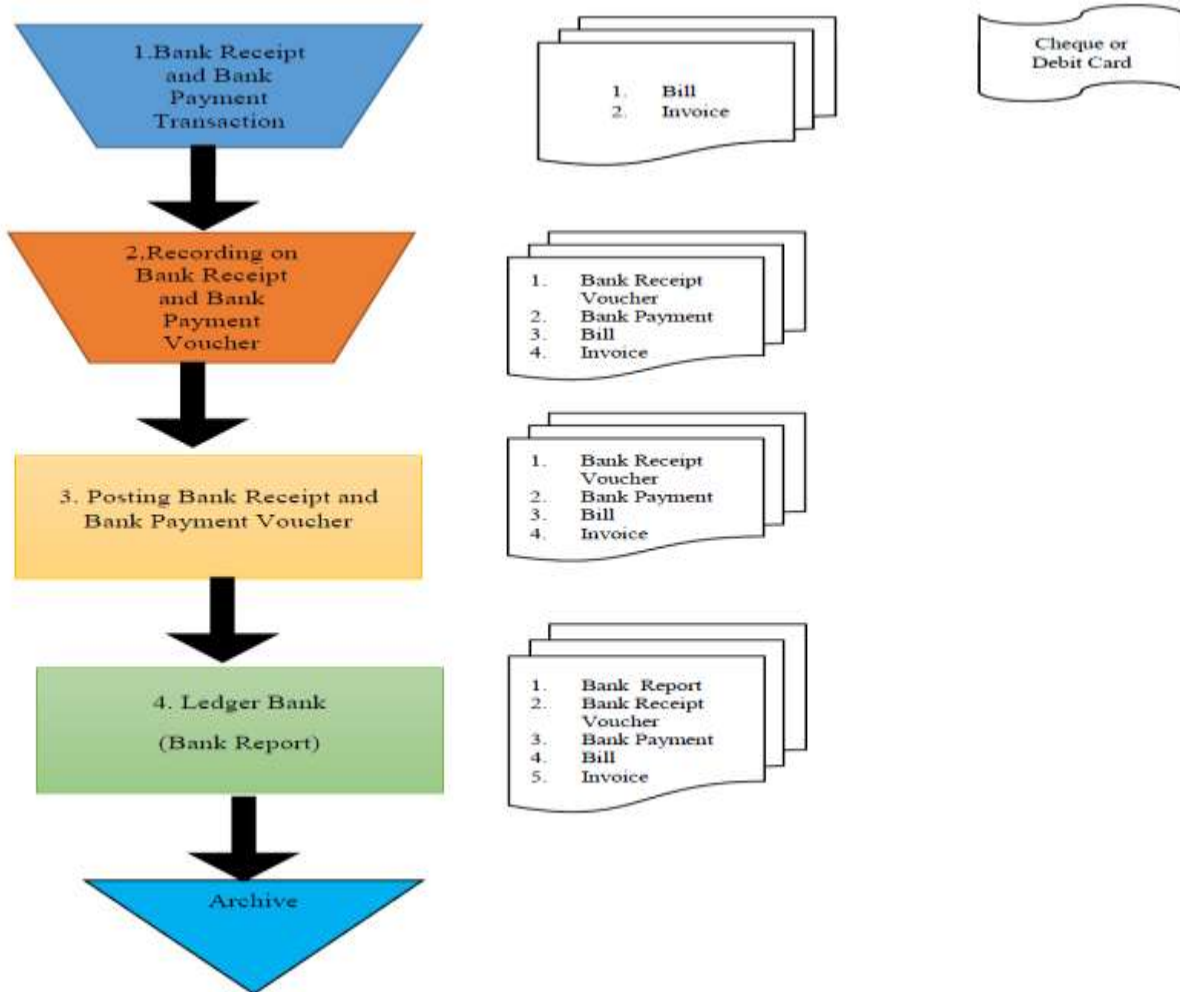 1.Bank Receipt
and Bank
Payment
Transaction
1. Bill
2. Invoice
Cheque or
Debit Card
2.Recording on
Bank Receipt
and Bank
Payment
Voucher
1. Bank Receipt
Voucher
2. Bank Payment
3. Bill
4. Invoice
3. Posting Bank Receipt and
Bank Payment Voucher
1. Bank Receipt
Voucher
2. Bank Payment
3. Bill
4. Invoice
4. Ledger Bank
(Bank Report)
1. Bank Report
2. Bank Receipt
Voucher
3. Bank Payment
4. Bill
5. Invoice
Archive